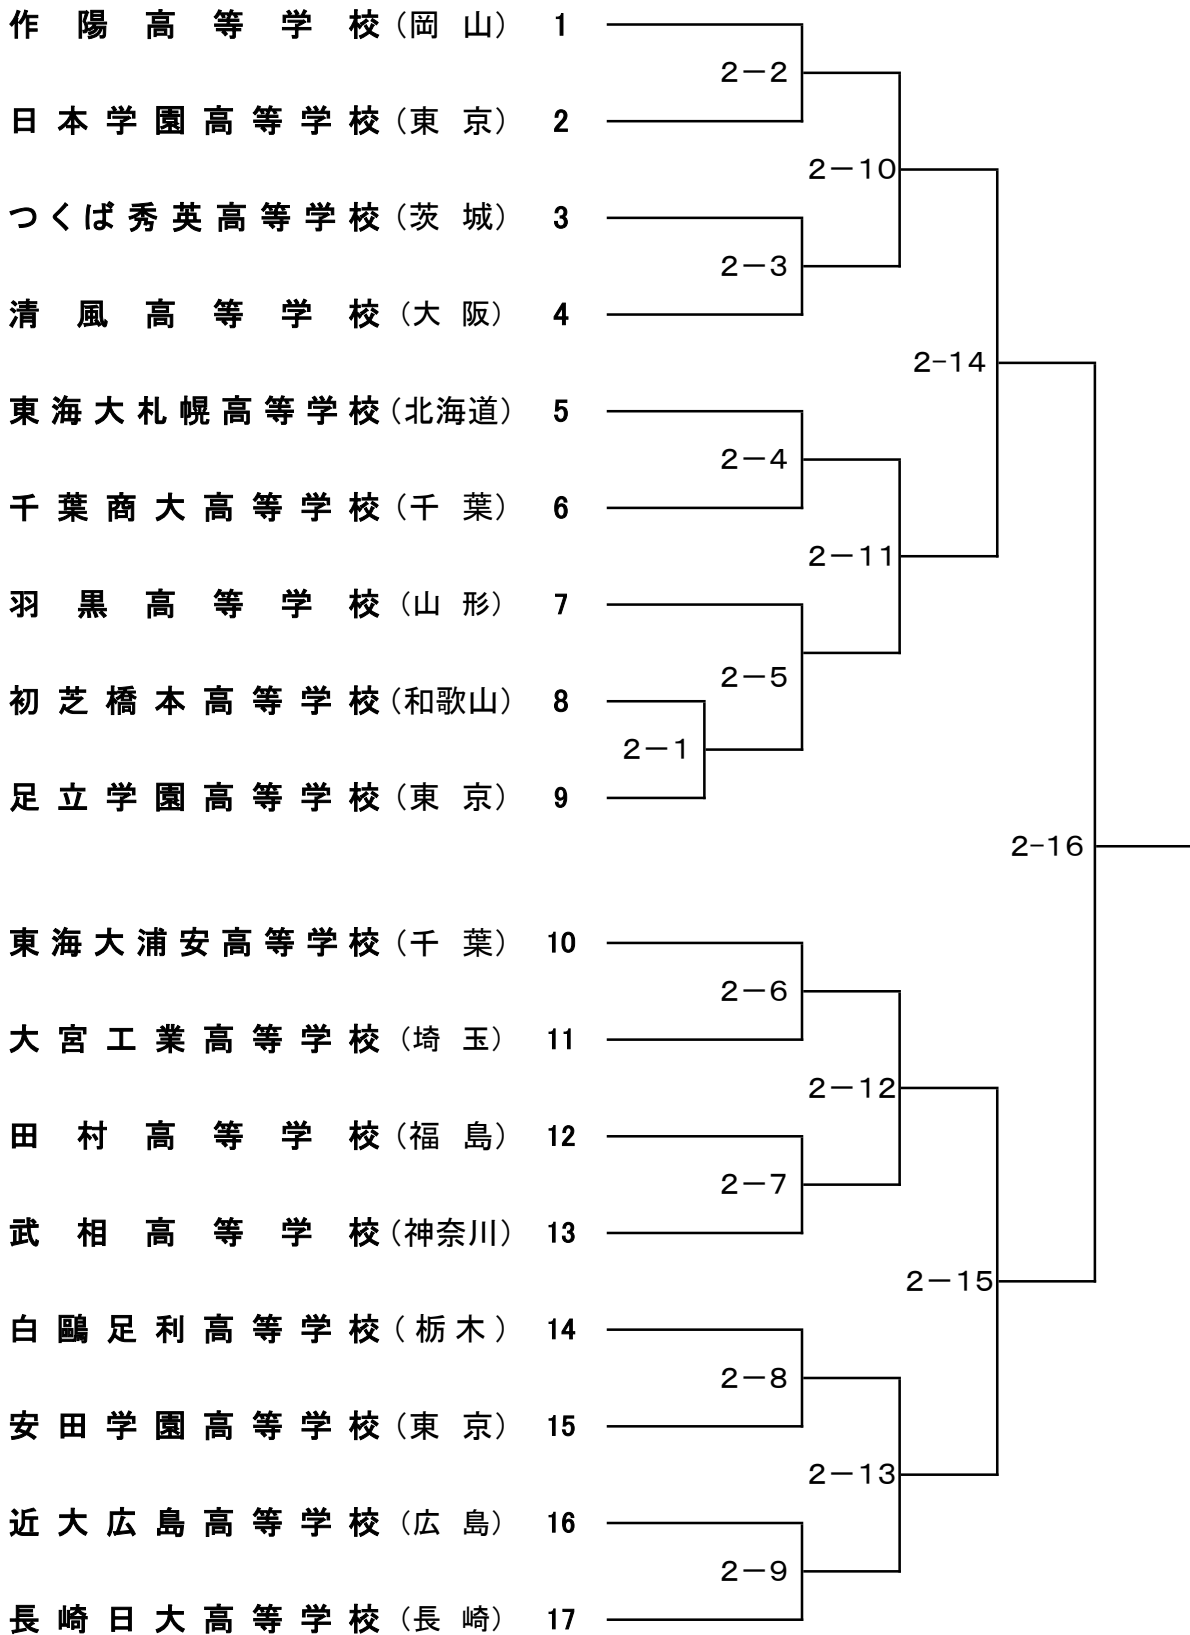 作陽高等学校（岡 山） 1
2－2
日本学園高等学校（東 京） 2
2－10
つくば秀英高等学校（茨 城） 3
2－3
清風高等学校（大 阪） 4
2-14
東海大札幌高等学校（北海道） 5
2－4
千葉商大高等学校（千 葉） 6
2－11
羽黒高等学校（山 形） 7
2－5
初芝橋本高等学校（和歌山） 8
2－1
足立学園高等学校（東 京） 9
2-16
東海大浦安高等学校（千 葉） 10
2－6
大宮工業高等学校（埼 玉） 11
2－12
田村高等学校（福 島） 12
2－7
武相高等学校（神奈川） 13
2－15
白鷗足利高等学校（ 栃 木 ） 14
2－8
安田学園高等学校（東 京） 15
2－13
近大広島高等学校（広 島） 16
2－9
長崎日大高等学校（長 崎） 17